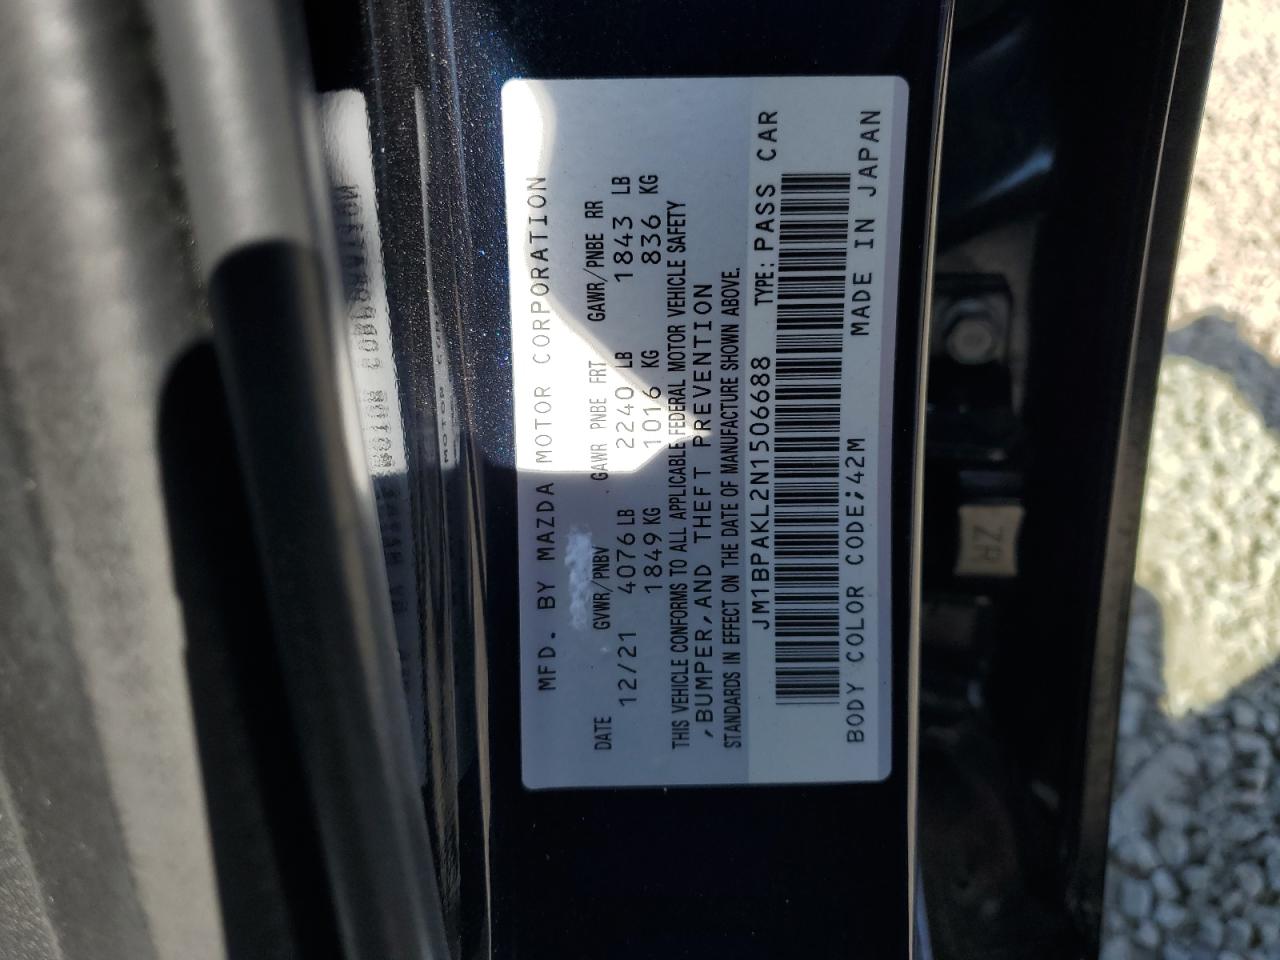 MFD. BY MAZDA MOTOR CORPORATION
DATE GVWR/PNBV GAWR PNBE FRT GAWR/PNBE RR
12/21 4076 LB 2240 LB 1843 LB
1849 KG 1016 KG 836 KG
THIS VEHICLE CONFORMS TO ALL APPLICABLE FEDERAL MOTOR VEHICLE SAFETY
,BUMPER, AND THEFT PREVENTION
STANDARDS IN EFFECT ON THE DATE OF MANUFACTURE SHOWN ABOVE.
JM1BPAKL2N1506688 TYPE: PASS CAR
BODY COLOR CODE;42M MADE IN JAPAN